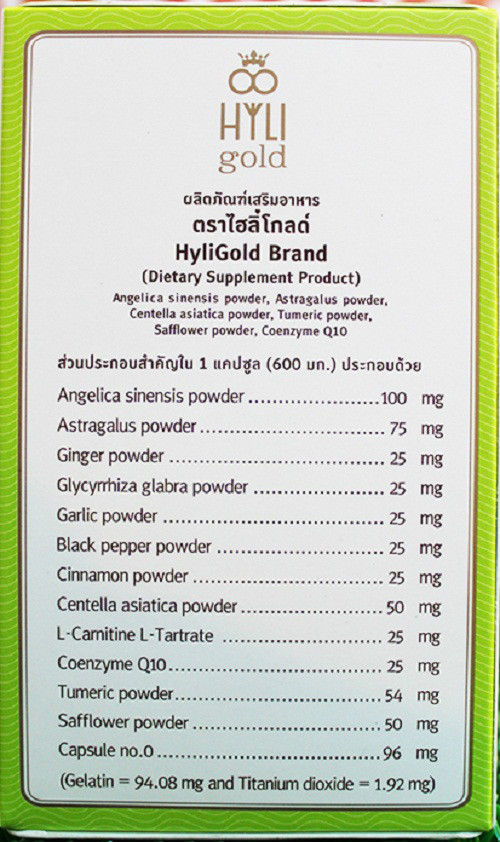 HYLI
gold
ผลิตภัณฑ์เสริมอาหาร
ตราไฮลี่โกลด์
HyliGold Brand
(Dietary Supplement Product)
Angelica sinensis powder, Astragalus powder,
Centella asiatica powder, Tumeric powder,
Safflower powder, Coenzyme Q10
ส่วนประกอบสำคัญใน 1 แคปซูล (600 มก.) ประกอบด้วย
Angelica sinensis powder ........................100 mg
Astragalus powder .................................. 75 mg
Ginger powder ........................................ 25 mg
Glycyrrhiza glabra powder ........................ 25 mg
Garlic powder ......................................... 25 mg
Black pepper powder ............................... 25 mg
Cinnamon powder .................................... 25 mg
Centella asiatica powder .......................... 50 mg
L-Carnitine L-Tartrate ............................. 25 mg
Coenzyme Q10........................................ 25 mg
Tumeric powder....................................... 54 mg
Safflower powder .................................... 50 mg
Capsule no.0 .......................................... 96 mg
(Gelatin = 94.08 mg and Titanium dioxide = 1.92 mg)